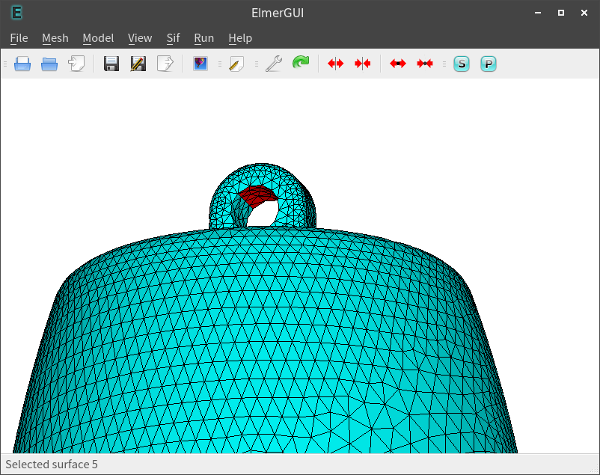 E ElmerGUI
File Mesh Model View Sif Run Help
S P
Selected surface 5